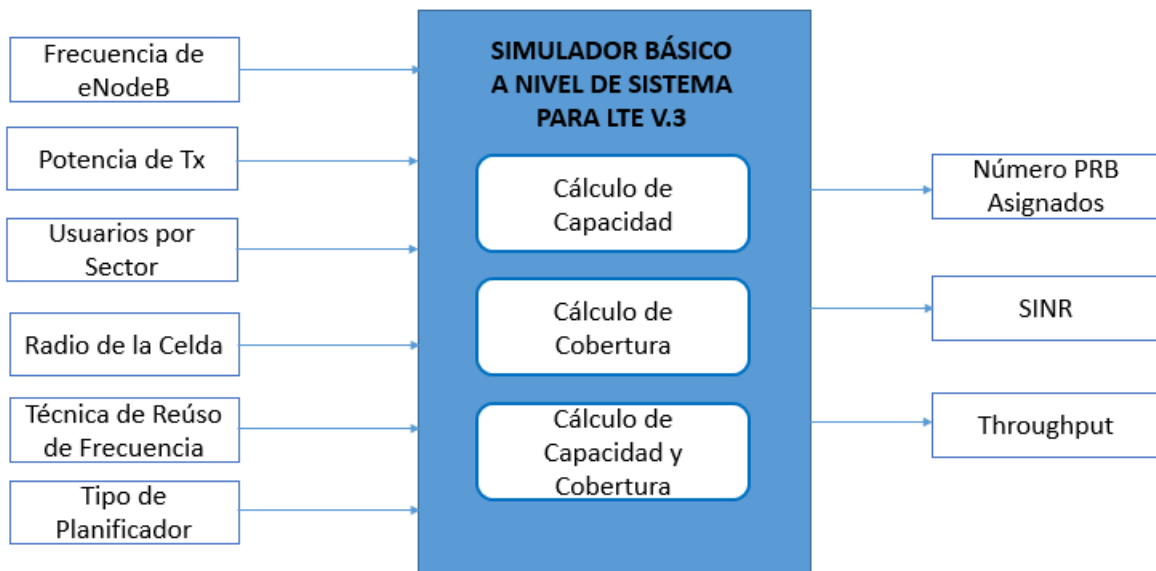 Frecuencia de
eNodeB
Potencia de Tx
Usuarios por
Sector
Radio de la Celda
Técnica de Reúso
de Frecuencia
Tipo de
Planificador
SIMULADOR BÁSICO
A NIVEL DE SISTEMA
PARA LTE V.3
Cálculo de
Capacidad
Cálculo de
Cobertura
Cálculo de
Capacidad y
Cobertura
Número PRB
Asignados
SINR
Throughput